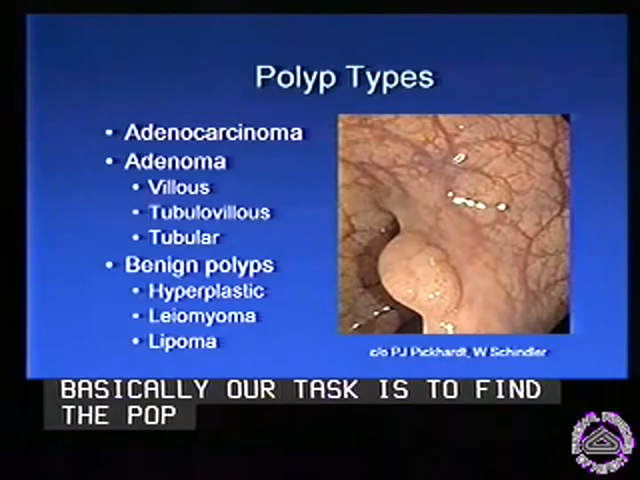 Polyp Types
• Adenocarcinoma
• Adenoma
• Villous
• Tubulovillous
• Tubular
• Benign polyps
• Hyperplastic
• Leiomyoma
• Lipoma
c/o PJ Pickhardt, W Schindler
BASICALLY OUR TASK IS TO FIND
THE POP